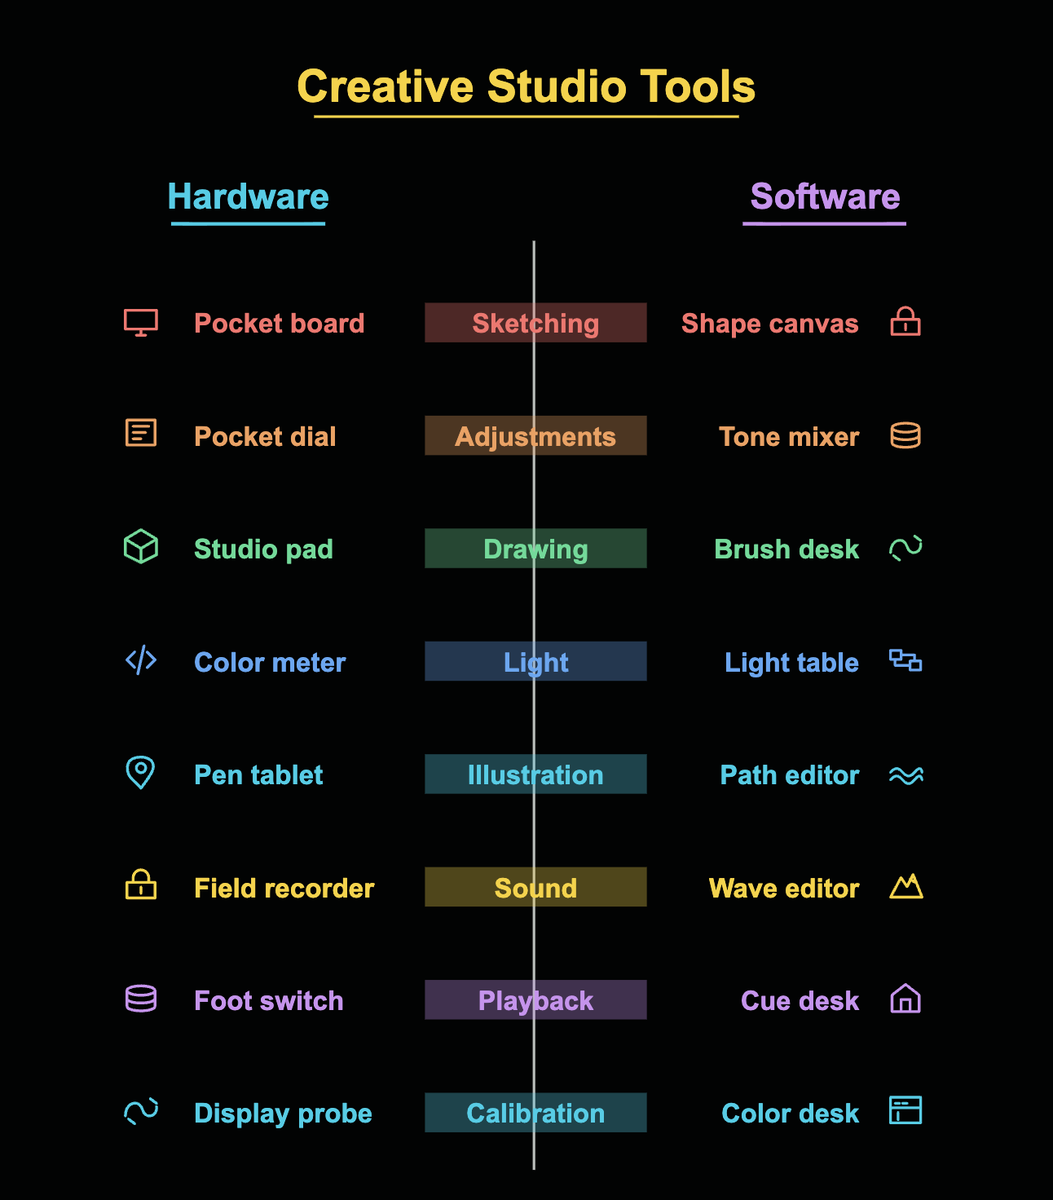 Creative Studio Tools
Hardware Software
Pocket board Sketching Shape canvas
Pocket dial Adjustments Tone mixer
Studio pad Drawing Brush desk
Color meter Light Light table
Pen tablet Illustration Path editor
Field recorder Sound Wave editor
Foot switch Playback Cue desk
Display probe Calibration Color desk